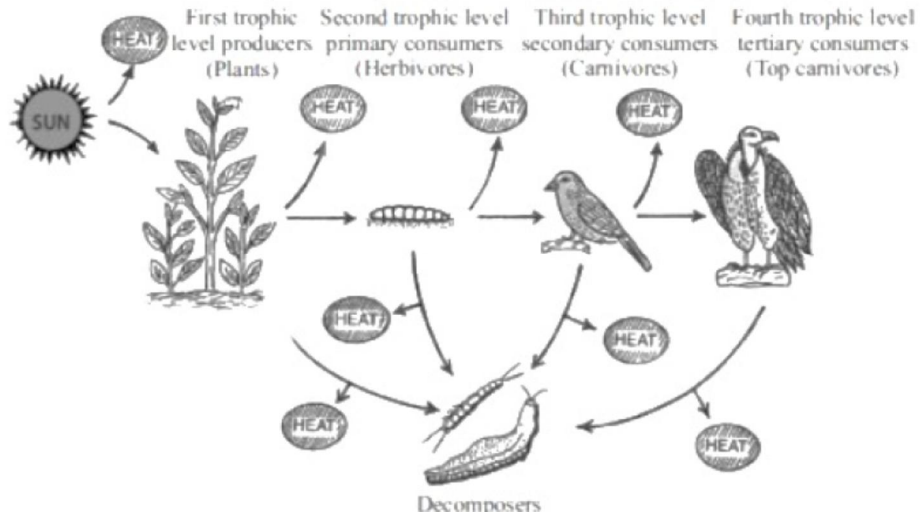 First trophic
level producers
(Plants)
Second trophic level
primary consumers
(Herbivores)
Third trophic level
secondary consumers
(Carnivores)
Fourth trophic level
tertiary consumers
(Top carnivores)
HEAT
SUN
HEAT
HEAT
HEAT
HEAT
HEAT
HEAT
HEAT
Decomposers